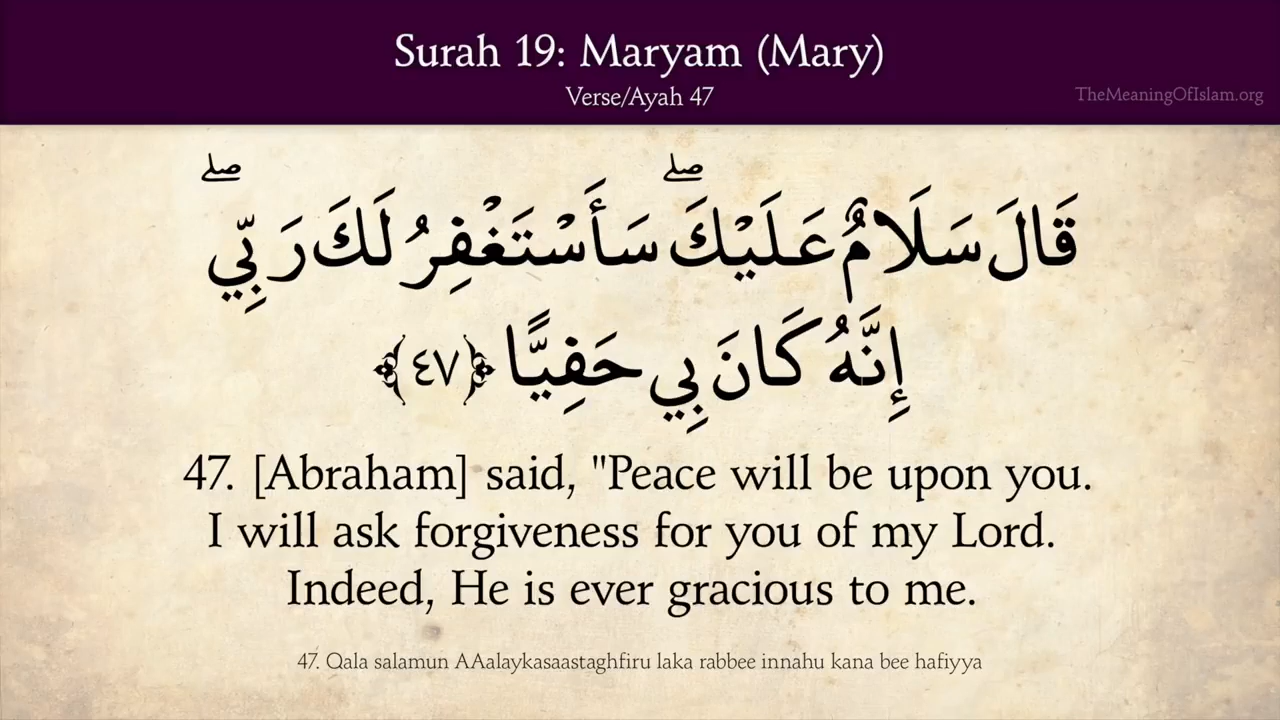 Surah 19: Maryam (Mary)
Verse/Ayah 47
TheMeaningOfIslam.org
قَالَ سَلَامٌ عَلَيْكَ ۖ سَأَسْتَغْفِرُ لَكَ رَبِّي ۖ
إِنَّهُ كَانَ بِي حَفِيًّا ﴿٤٧﴾
47. [Abraham] said, "Peace will be upon you.
I will ask forgiveness for you of my Lord.
Indeed, He is ever gracious to me.
47. Qala salamun AAalaykasaastaghfiru laka rabbee innahu kana bee hafiyya